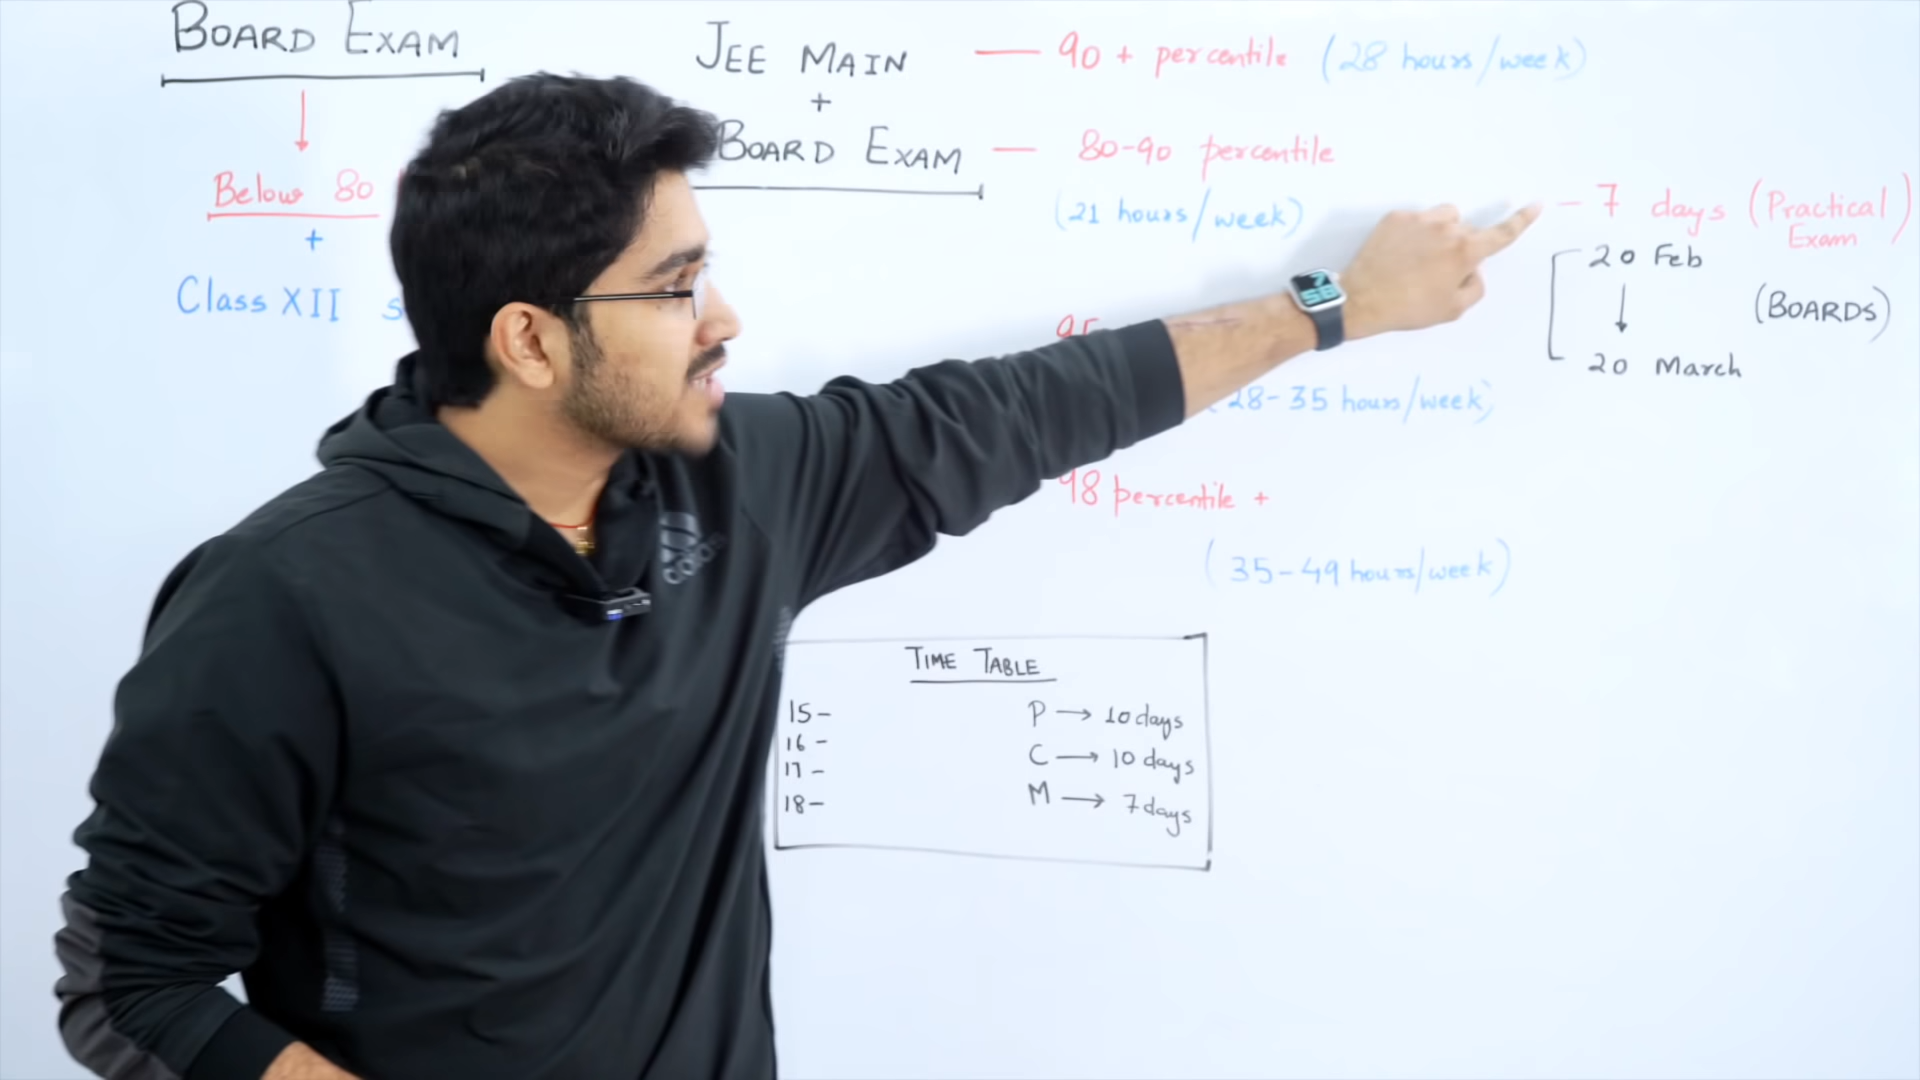 BOARD EXAM
Below 80
+
Class XII
JEE MAIN — 90 + percentile (28 hours/week)
+
BOARD EXAM — 80-90 percentile
(21 hours/week)
95
(28-35 hours/week)
98 percentile +
(35-49 hours/week)
- 7 days (Practical Exam)
20 Feb
↓
20 March
(BOARDS)
adidas
TIME TABLE
15-
16-
17-
18-
P → 10 days
C → 10 days
M → 7 days